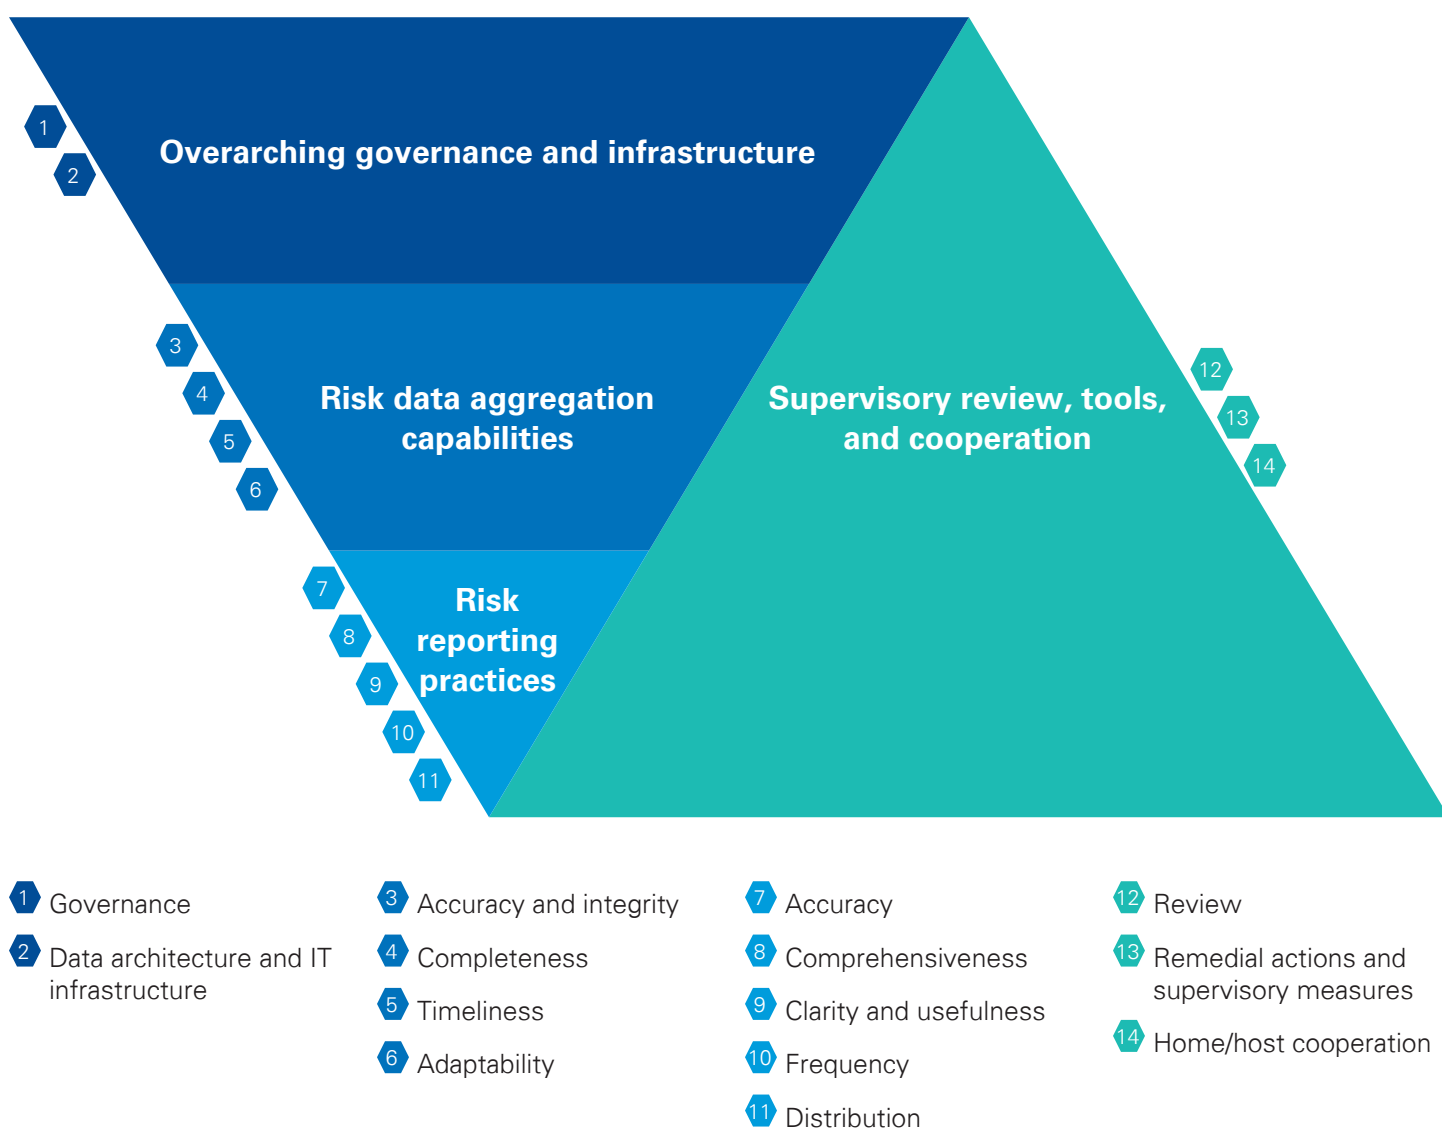 Overarching governance and infrastructure
1
2
Risk data aggregation
capabilities
3
4
5
6
Risk
reporting
practices
7
8
9
10
11
Supervisory review, tools,
and cooperation
12
13
14
1 Governance
2 Data architecture and IT
infrastructure
3 Accuracy and integrity
4 Completeness
5 Timeliness
6 Adaptability
7 Accuracy
8 Comprehensiveness
9 Clarity and usefulness
10 Frequency
11 Distribution
12 Review
13 Remedial actions and
supervisory measures
14 Home/host cooperation